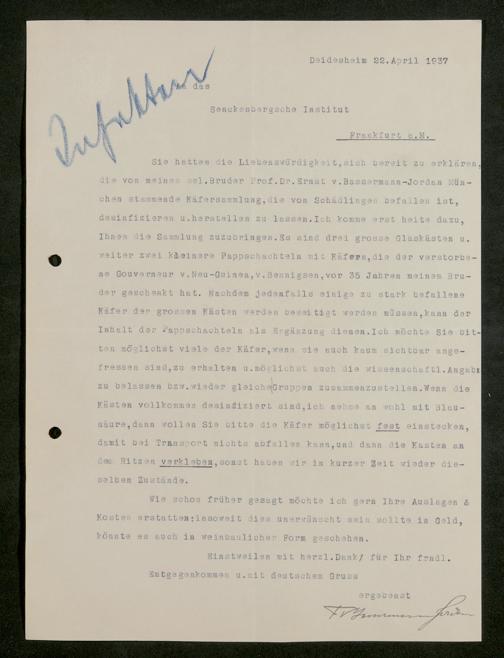 Deidesheim 22.April 1937
an das
Senckesbergsche Institut
Frankfurt a.M.
Sie hatten die Liebenswürdigkeit,sich bereit zu erklären,
die von meinem sel.Bruder Prof.Dr.Ernst v.Bassermann-Jordan Mün-
chen stammende Käfersammlung,die von Schädlingen befallen ist,
desinfizieren u.herstellen zu lassen.Ich komme erst heite dazu,
Ihnen die Sammlung zuzubringen.Es sind drei grosse Glaskästen u.
weiter zwei kleinere Pappschachteln mit Käfern,die der verstorbe-
ne Gouverneur v.Neu-Guinea,v.Bennigsen,vor 35 Jahren meinem Bru-
der geschenkt hat. Nachdem jedenfalls einige zu stark befallene
Käfer der grossen Kästen werden beseitigt werden müssen,kann der
Inhalt der Pappschachteln als Ergänzung dienen.Ich möchte Sie bit-
ten möglichst viele der Käfer,wenn sie auch kaum sichtbar ange-
fressen sind,zu erhalten u.möglichst auch die wissenschaftl.Angabn
zu belassen bzw.wieder gleiche Gruppen zusammenzustellen.Wenn die
Kästen vollkommen desinfiziert sind,ich nehme an wohl mit Blau-
säure,dann wollen Sie bitte die Käfer möglichst fest einstecken,
damit bei Transport nichts abfallen kann,und dann die Kasten an
den Ritzen verkleben,sonst haben wir in kurzer Zeit wieder die-
selben Zustände.
Wie schon früher gesagt möchte ich gern Ihre Auslagen &
Kosten erstatten;insoweit dies unerwünscht sein sollte in Geld,
könnte es auch in weinbaulicher Form geschehen.
Einstweilen mit herzl.Dank/ für Ihr frndl.
Entgegenkommen u.mit deutschem Gruss
ergebenst